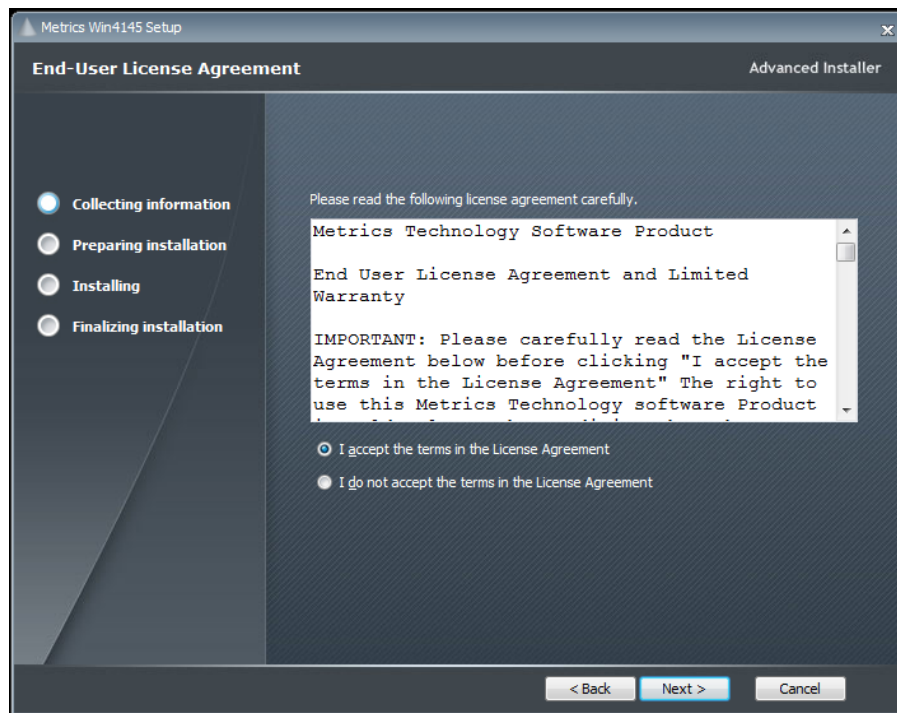 Metrics Win4145 Setup
x
End-User License Agreement
Advanced Installer
Collecting information
Preparing installation
Installing
Finalizing installation
Please read the following license agreement carefully.
Metrics Technology Software Product
End User License Agreement and Limited
Warranty
IMPORTANT: Please carefully read the License
Agreement below before clicking "I accept the
terms in the License Agreement" The right to
use this Metrics Technology software Product
I accept the terms in the License Agreement
I do not accept the terms in the License Agreement
< Back
Next >
Cancel